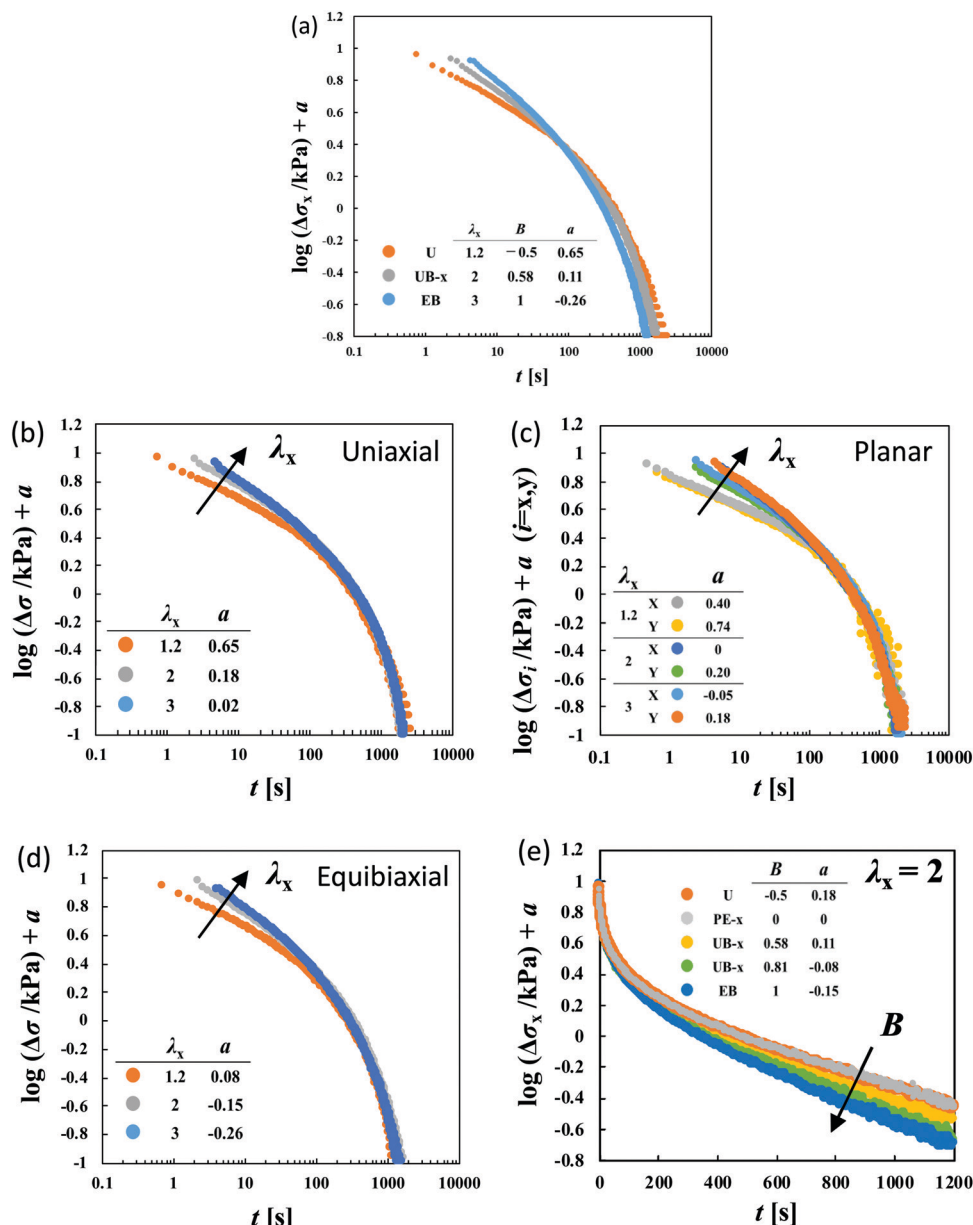 (a)
log (Δσx /kPa) + a
1.2
1
0.8
0.6
0.4
0.2
0
-0.2
-0.4
-0.6
-0.8
λx B a
U 1.2 −0.5 0.65
UB-x 2 0.58 0.11
EB 3 1 -0.26
0.1 1 10 100 1000 10000
t [s]
(b)
Uniaxial
λx
log (Δσ /kPa) + a
1.2
1
0.8
0.6
0.4
0.2
0
-0.2
-0.4
-0.6
-0.8
-1
λx a
1.2 0.65
2 0.18
3 0.02
0.1 1 10 100 1000 10000
t [s]
(c)
Planar
λx
log (Δσi /kPa) + a (i=x,y)
1.2
1
0.8
0.6
0.4
0.2
0
-0.2
-0.4
-0.6
-0.8
-1
λx a
1.2 X 0.40
Y 0.74
2 X 0
Y 0.20
3 X -0.05
Y 0.18
0.1 1 10 100 1000 10000
t [s]
(d)
Equibiaxial
λx
log (Δσ /kPa) + a
1.2
1
0.8
0.6
0.4
0.2
0
-0.2
-0.4
-0.6
-0.8
-1
λx a
1.2 0.08
2 -0.15
3 -0.26
0.1 1 10 100 1000 10000
t [s]
(e)
λx = 2
log (Δσx /kPa) + a
1.2
1
0.8
0.6
0.4
0.2
0
-0.2
-0.4
-0.6
-0.8
B a
U -0.5 0.18
PE-x 0 0
UB-x 0.58 0.11
UB-x 0.81 -0.08
EB 1 -0.15
B
0 200 400 600 800 1000 1200
t [s]